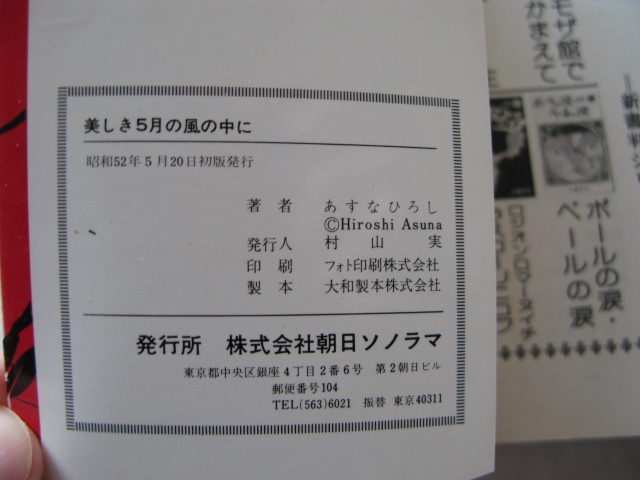 美しき5月の風の中に
昭和52年5月20日初版発行
著者 あすなひろし
©Hiroshi Asuna
発行人 村山実
印刷 フォト印刷株式会社
製本 大和製本株式会社
発行所 株式会社朝日ソノラマ
東京都中央区銀座4丁目2番6号 第2朝日ビル
郵便番号104
TEL(563)6021 振替 東京40311
モザ館で
かまえて
ポールの涙・
ペールの涙